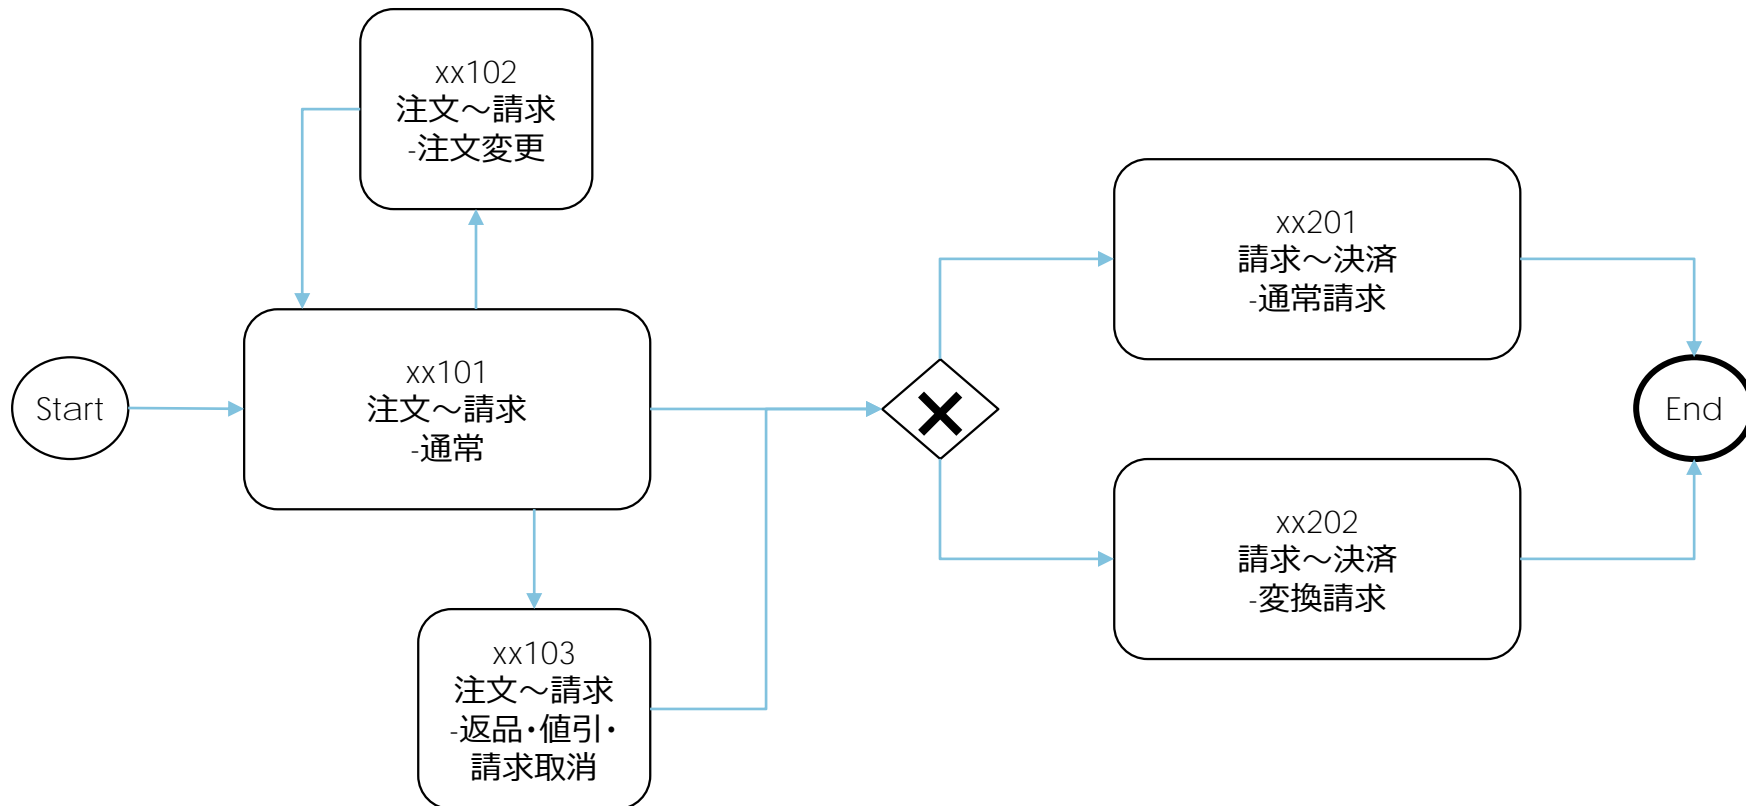 xx102
注文～請求
-注文変更
Start
xx101
注文～請求
-通常
xx103
注文～請求
-返品･値引･
請求取消
xx201
請求～決済
-通常請求
xx202
請求～決済
-変換請求
End